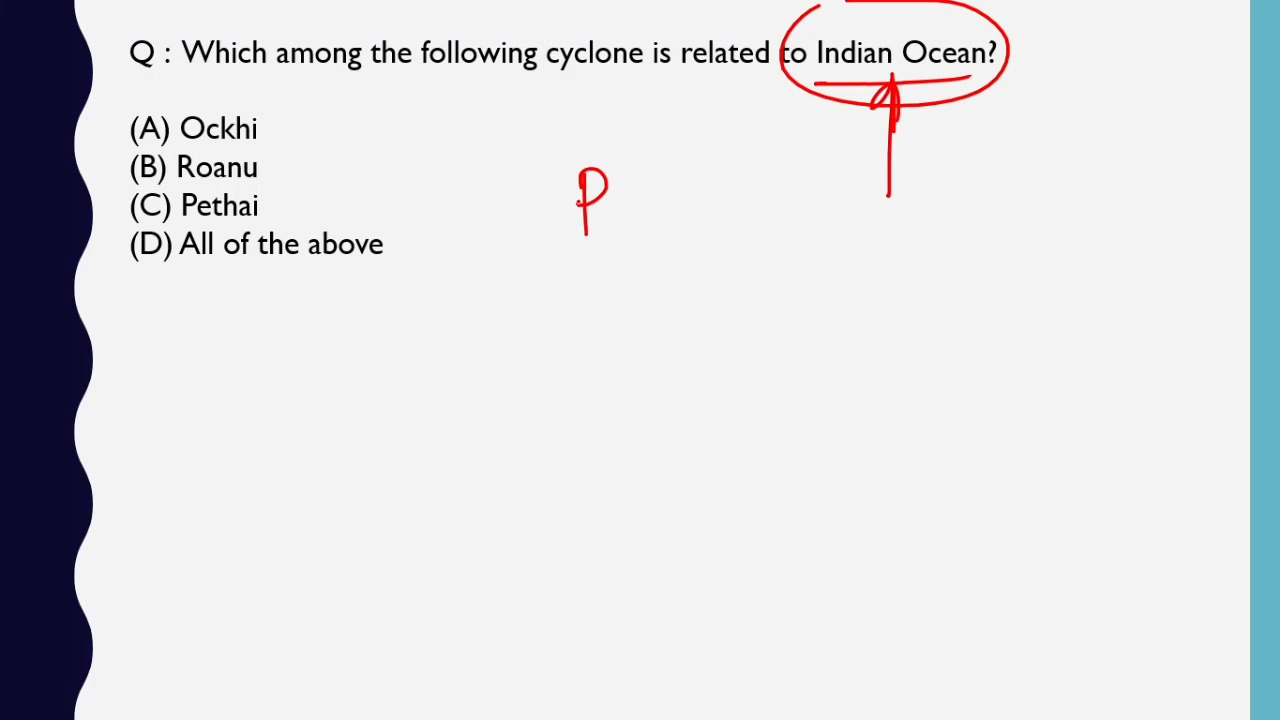 Q : Which among the following cyclone is related to Indian Ocean?
(A) Ockhi
(B) Roanu
P
(C) Pethai
(D) All of the above